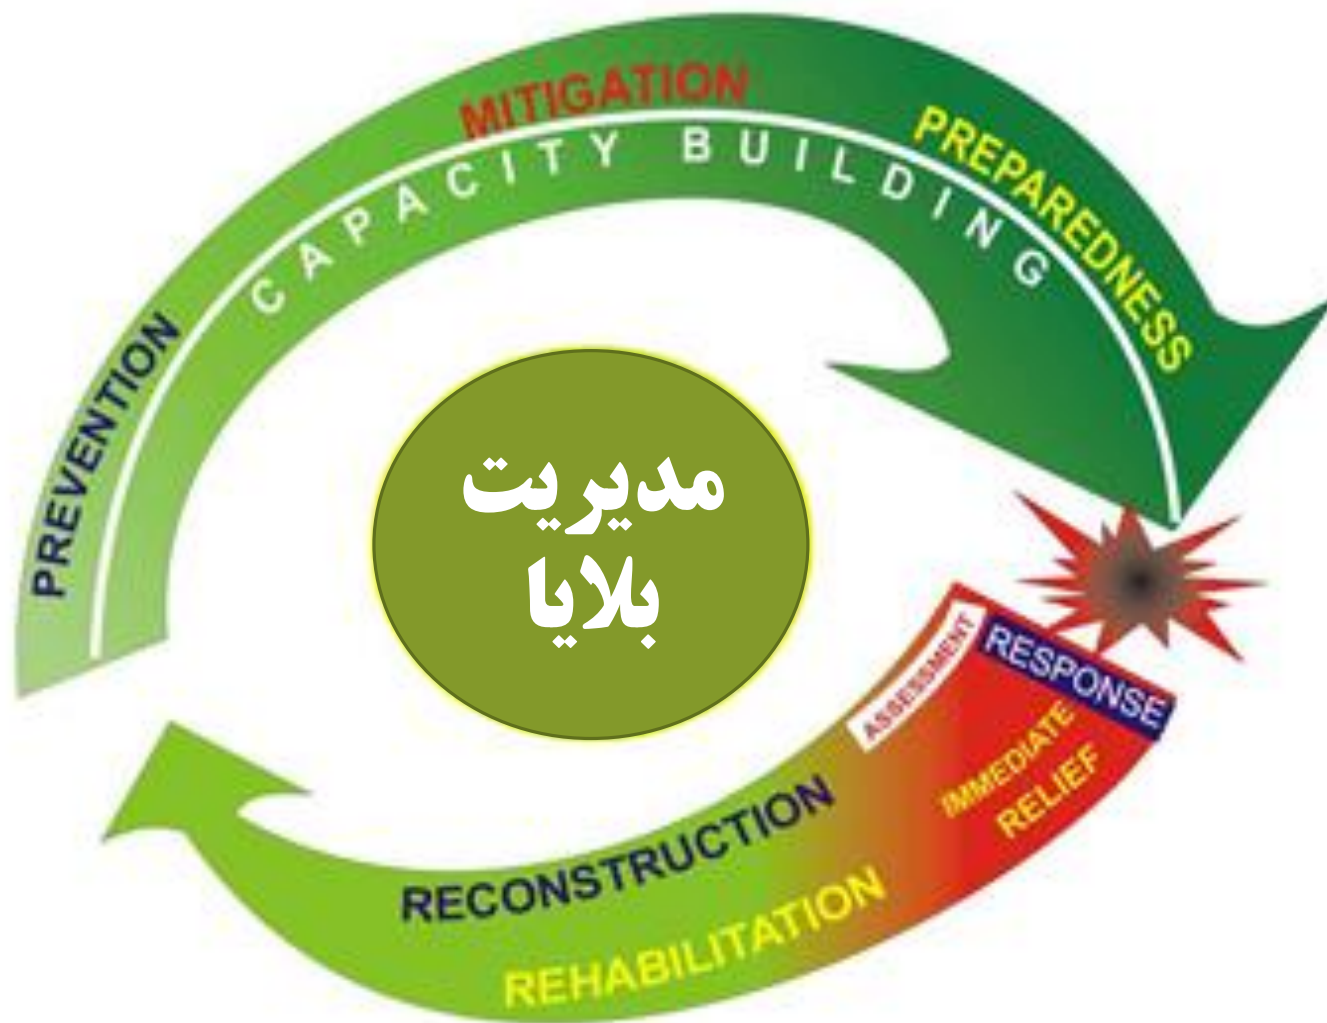 MITIGATION
PREPAREDNESS
CAPACITY BUILDING
PREVENTION
مدیریت
بلایا
ASSESSMENT
RESPONSE
IMMEDIATE
RELIEF
RECONSTRUCTION
REHABILITATION